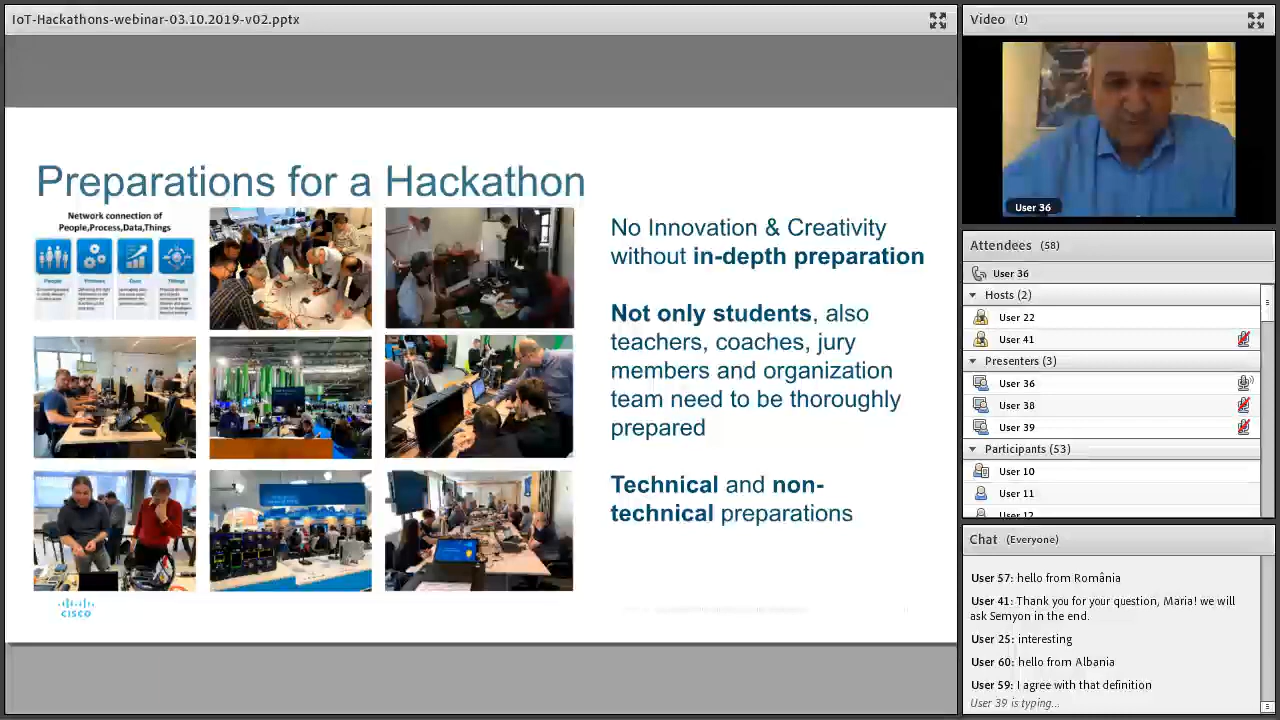 IoT-Hackathons-webinar-03.10.2019-v02.pptx
Preparations for a Hackathon
Network connection of
People,Process,Data,Things
People
Process
Data
Things
No Innovation & Creativity
without in-depth preparation
Not only students, also
teachers, coaches, jury
members and organization
team need to be thoroughly
prepared
Technical and non-
technical preparations
CISCO
Video (1)
User 36
Attendees (58)
User 36
Hosts (2)
User 22
User 41
Presenters (3)
User 36
User 38
User 39
Participants (53)
User 10
User 11
User 12
Chat (Everyone)
User 57: hello from România
User 41: Thank you for your question, Maria! we will
ask Semyon in the end.
User 25: interesting
User 60: hello from Albania
User 59: I agree with that definition
User 39 is typing...